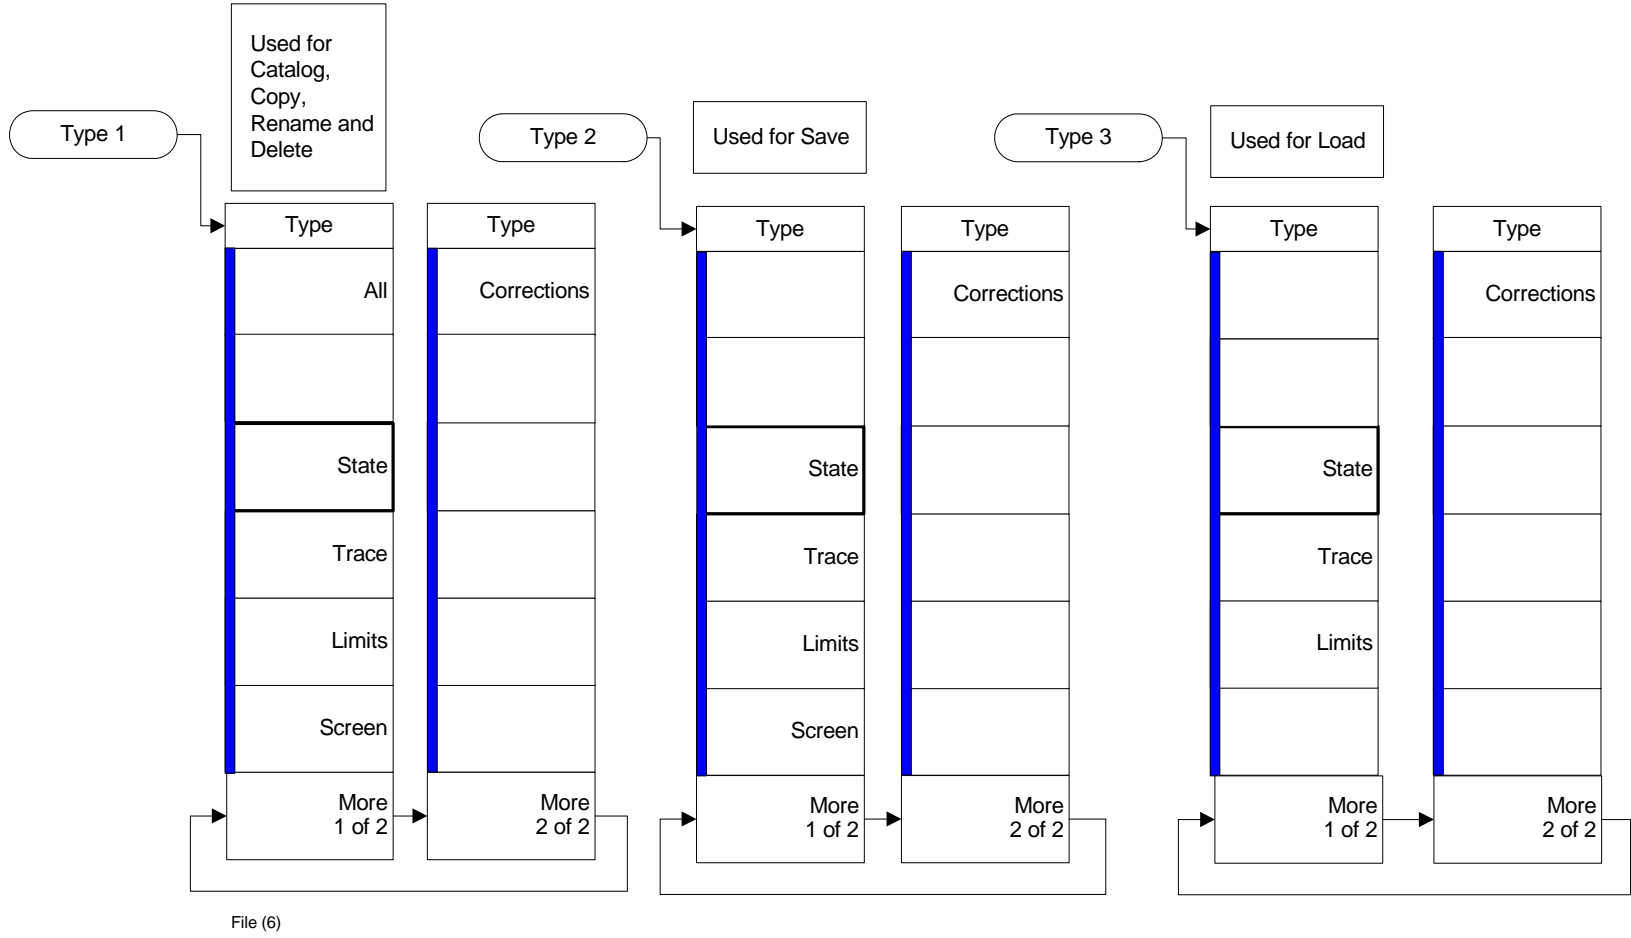 Used for
Catalog,
Copy,
Rename and
Delete
Type 1
Type
All
State
Trace
Limits
Screen
More
1 of 2
Type
Corrections
More
2 of 2
Type 2
Used for Save
Type
State
Trace
Limits
Screen
More
1 of 2
Type
Corrections
More
2 of 2
Type 3
Used for Load
Type
State
Trace
Limits
More
1 of 2
Type
Corrections
More
2 of 2
File (6)